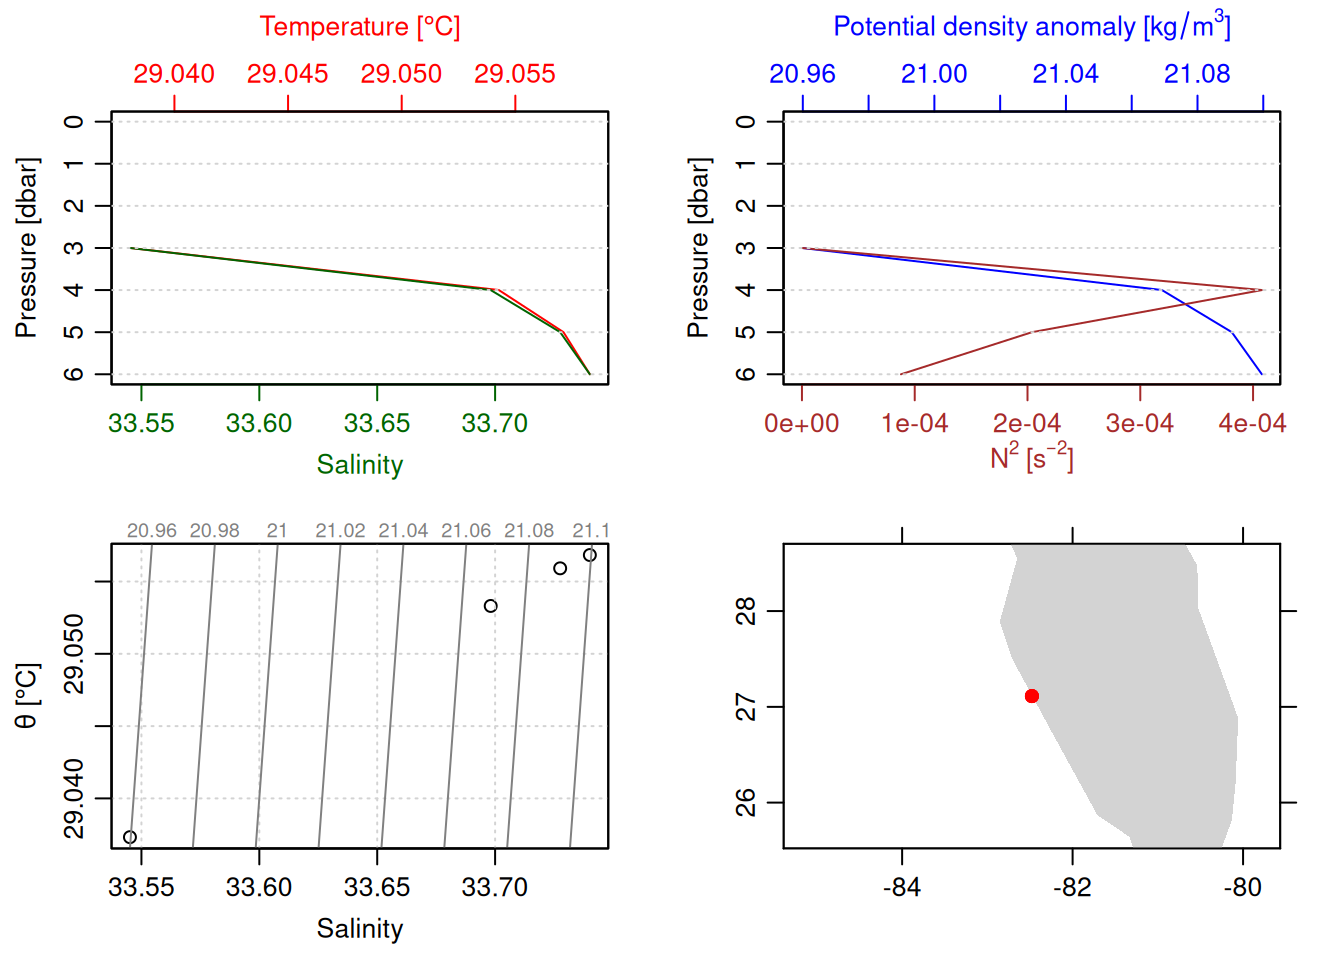 Temperature [°C]
29.040 29.045 29.050 29.055
0
1
2
3
4
5
6
Pressure [dbar]
33.55 33.60 33.65 33.70
Salinity
Potential density anomaly [kg/m³]
20.96 21.00 21.04 21.08
0
1
2
3
4
5
6
Pressure [dbar]
0e+00 1e-04 2e-04 3e-04 4e-04
N² [s⁻²]
20.96 20.98 21 21.02 21.04 21.06 21.08 21.1
29.050
29.040
θ [°C]
33.55 33.60 33.65 33.70
Salinity
28
27
26
-84 -82 -80